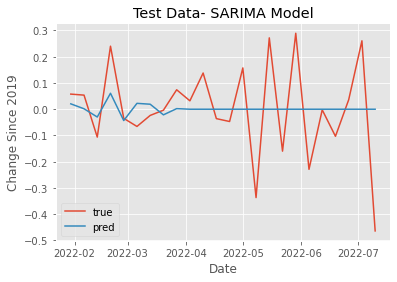 Test Data- SARIMA Model
Change Since 2019
0.3
0.2
0.1
0.0
−0.1
−0.2
−0.3
−0.4
−0.5
true
pred
2022-02 2022-03 2022-04 2022-05 2022-06 2022-07
Date